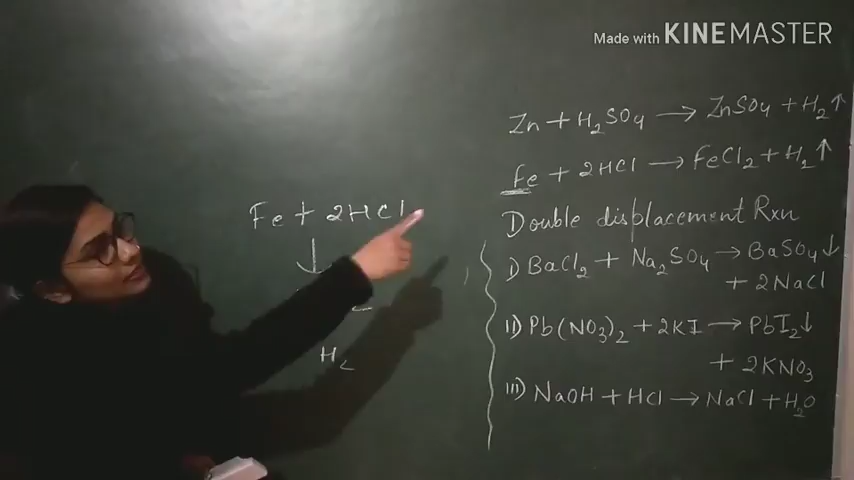 Made with KINEMASTER
Zn + H₂SO₄ → ZnSO₄ + H₂↑
Fe + 2HCl → FeCl₂ + H₂↑
Double displacement Rxn
I) BaCl₂ + Na₂SO₄ → BaSO₄↓
+ 2NaCl
II) Pb(NO₃)₂ + 2KI → PbI₂↓
+ 2KNO₃
III) NaOH + HCl → NaCl + H₂O
Fe + 2HCl
↓
H₂